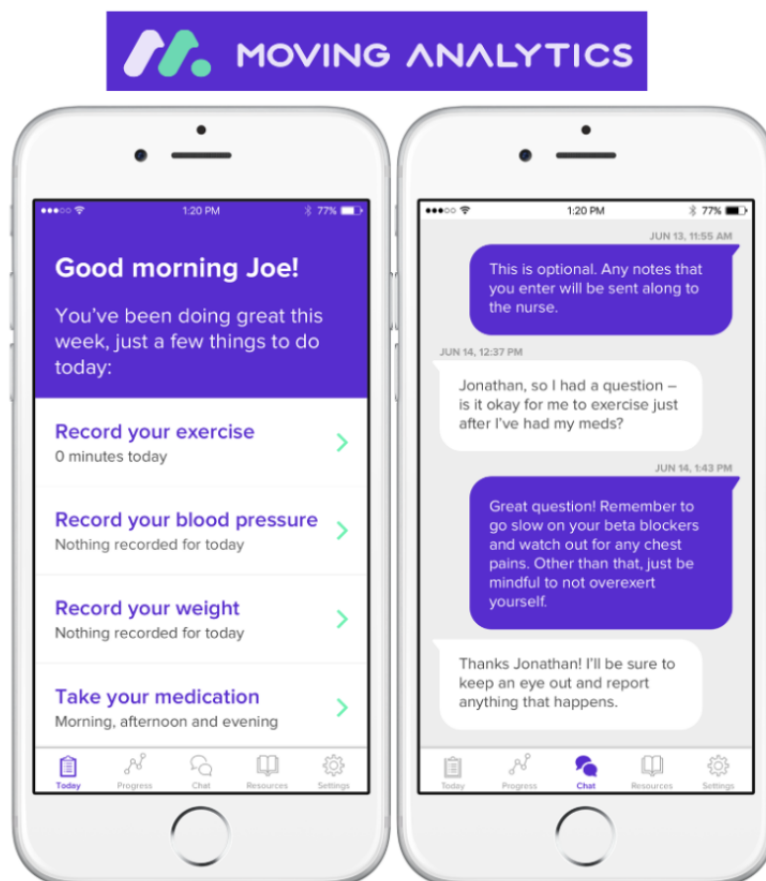 MOVING ANALYTICS
1:20 PM
77%
Good morning Joe!
You've been doing great this
week, just a few things to do
today:
Record your exercise
0 minutes today
Record your blood pressure
Nothing recorded for today
Record your weight
Nothing recorded for today
Take your medication
Morning, afternoon and evening
Today
Progress
Chat
Resources
Settings
1:20 PM
77%
JUN 13, 11:55 AM
This is optional. Any notes that
you enter will be sent along to
the nurse.
JUN 14, 12:37 PM
Jonathan, so I had a question –
is it okay for me to exercise just
after I've had my meds?
JUN 14, 1:43 PM
Great question! Remember to
go slow on your beta blockers
and watch out for any chest
pains. Other than that, just be
mindful to not overexert
yourself.
Thanks Jonathan! I'll be sure to
keep an eye out and report
anything that happens.
Today
Progress
Chat
Resources
Settings